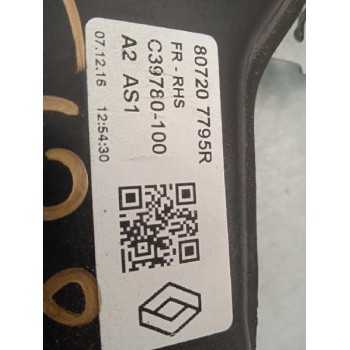 80720 7795R
FR - RHS
C39780-100
A2 AS1
07.12.16 12:54:30